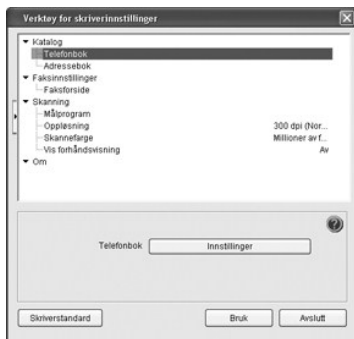 Verktøy for skriverinnstillinger
Katalog
Telefonbok
Adressebok
Faksinnstillinger
Faksforside
Skanning
Målprogram
Oppløsning 300 dpi (Nor...
Skannefarge Millioner av f...
Vis forhåndsvisning Av
Om
Telefonbok Innstillinger
Skriverstandard Bruk Avslutt